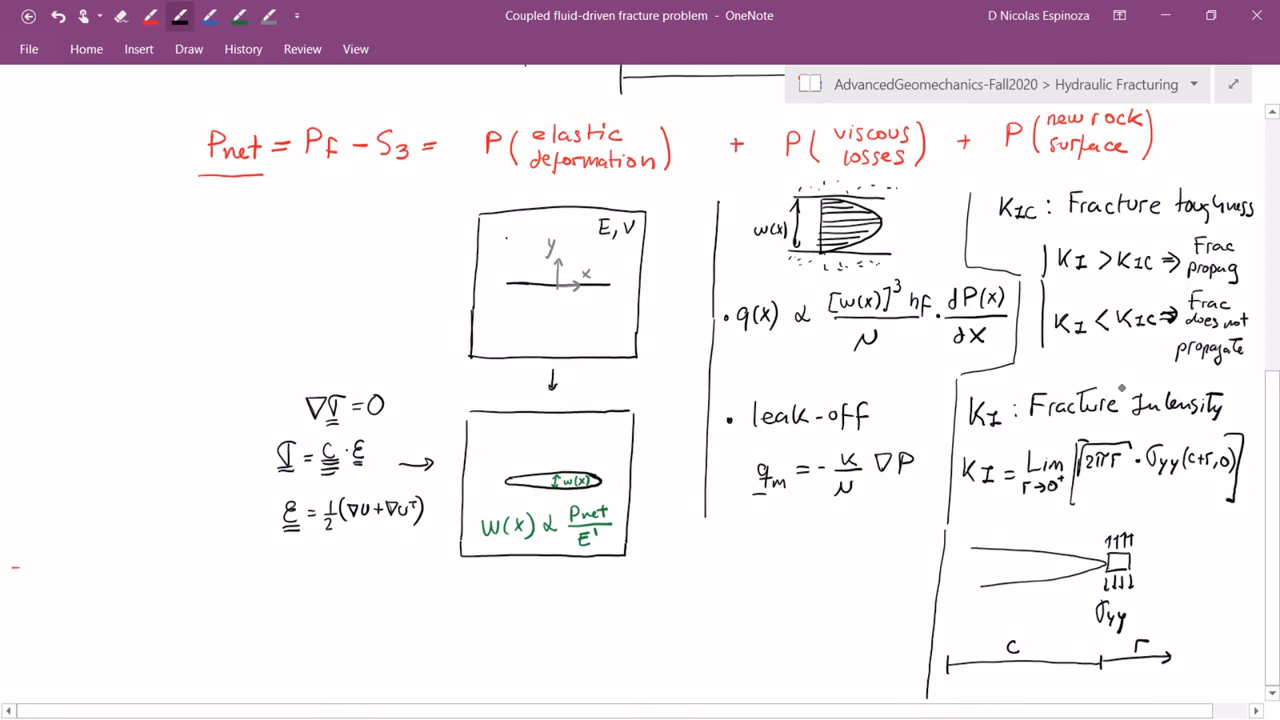 Coupled fluid-driven fracture problem - OneNote
D Nicolas Espinoza
File Home Insert Draw History Review View
AdvancedGeomechanics-Fall2020 > Hydraulic Fracturing
Pnet = Pf - S3 = P(elastic deformation) + P(viscous losses) + P(new rock surface)
E, ν
y
x
∇σ = 0
σ = C · ε
ε = 1/2 (∇u + ∇u^T)
w(x)
W(x) ∝ Pnet / E'
w(x)
• q(x) ∝ [w(x)]^3 hf / μ • dP(x) / dx
• leak-off
qm = - κ/μ ∇P
KIC : Fracture toughness
KI > KIC ⇒ Frac propag
KI < KIC ⇒ Frac does not propagate
KI : Fracture Intensity
KI = Lim r→0+ [√2πr · σyy(c+r,0)]
σyy
c
r